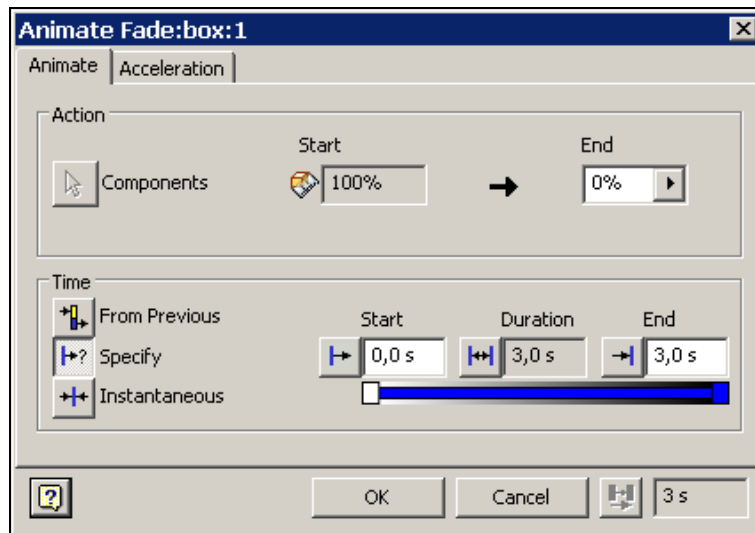 Animate Fade:box:1
Animate Acceleration
Action
Start End
Components 100% 0%
Time
From Previous Start Duration End
Specify 0,0 s 3,0 s 3,0 s
Instantaneous
OK Cancel 3 s